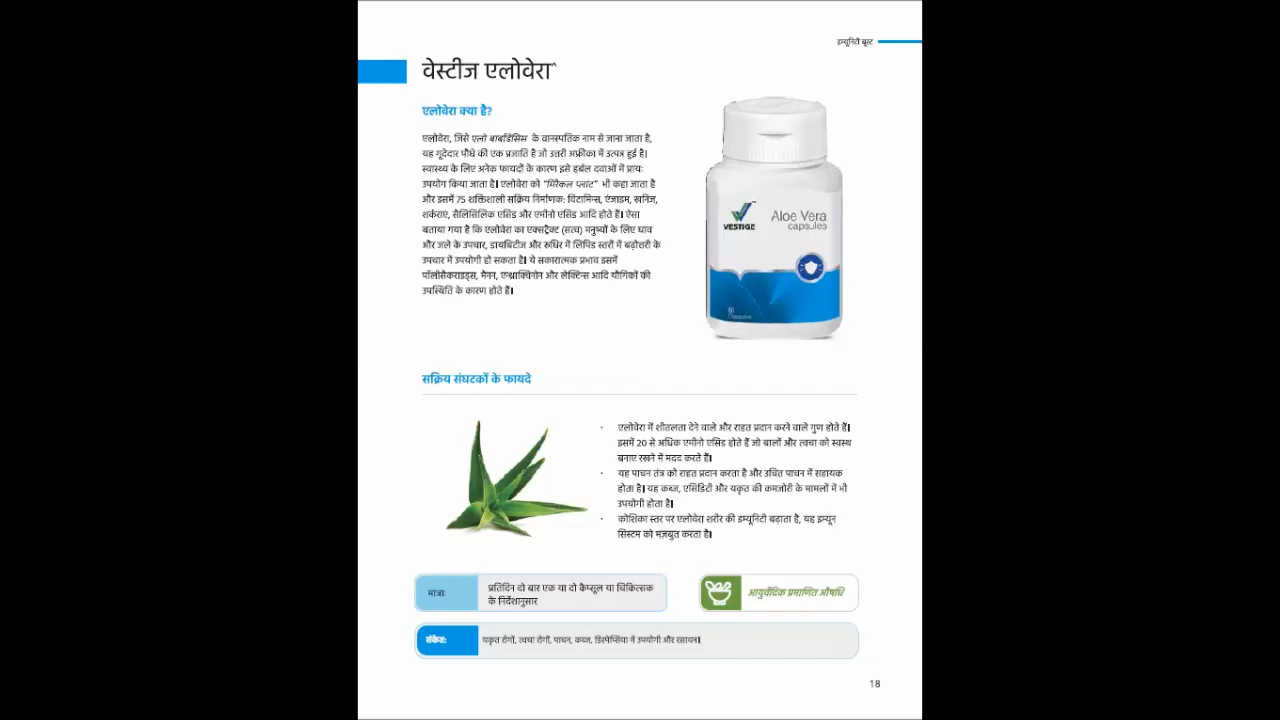 इम्यूनिटी बूस्ट
वेस्टीज एलोवेरा^
एलोवेरा क्या है?
एलोवेरा, जिसे एलो बाबडिंसिस के वानस्पतिक नाम से जाना जाता है,
यह गूदेदार पौधे की एक प्रजाति है जो उत्तरी अफ्रीका में उत्पन्न हुई है।
स्वास्थ्य के लिए अनेक फायदों के कारण इसे हर्बल दवाओं में प्रायः
उपयोग किया जाता है। एलोवेरा को "मिरैकल प्लांट" भी कहा जाता है
और इसमें 75 शक्तिशाली सक्रिय निर्माणक: विटामिन्स, एंजाइम, खनिज,
शर्कराएं, सैलिसिलिक एसिड और एमीनो एसिड आदि होते हैं। ऐसा
बताया गया है कि एलोवेरा का एक्सट्रैक्ट (सत्व) मनुष्यों के लिए घाव
और जले के उपचार, डायबिटीज और रूधिर में लिपिड स्तरों में बढ़ोत्तरी के
उपचार में उपयोगी हो सकता है। ये सकारात्मक प्रभाव इसमें
पॉलीसैकराइड्स, मैनन, एन्थ्राक्विनोन और लेक्टिन्स आदि यौगिकों की
उपस्थिति के कारण होते हैं।
VESTIGE
Aloe Vera
capsules
सक्रिय संघटकों के फायदे
· एलोवेरा में शीतलता देने वाले और राहत प्रदान करने वाले गुण होते हैं।
इसमें 20 से अधिक एमीनो एसिड होते हैं जो बालों और त्वचा को स्वस्थ
बनाए रखने में मदद करते हैं।
· यह पाचन तंत्र को राहत प्रदान करता है और उचित पाचन में सहायक
होता है। यह कब्ज, एसिडिटी और यकृत की कमजोरी के मामलों में भी
उपयोगी होता है।
· कोशिका स्तर पर एलोवेरा शरीर की इम्यूनिटी बढ़ाता है, यह इम्यून
सिस्टम को मज़बूत करता है।
मात्राः
प्रतिदिन दो बार एक या दो कैप्सूल या चिकित्सक
के निर्देशानुसार
आयुर्वेदिक प्रमाणित औषधि
संकेत:
यकृत रोगों, त्वचा रोगों, पाचन, कब्ज, डिस्पेप्सिया में उपयोगी और रसायन।
18